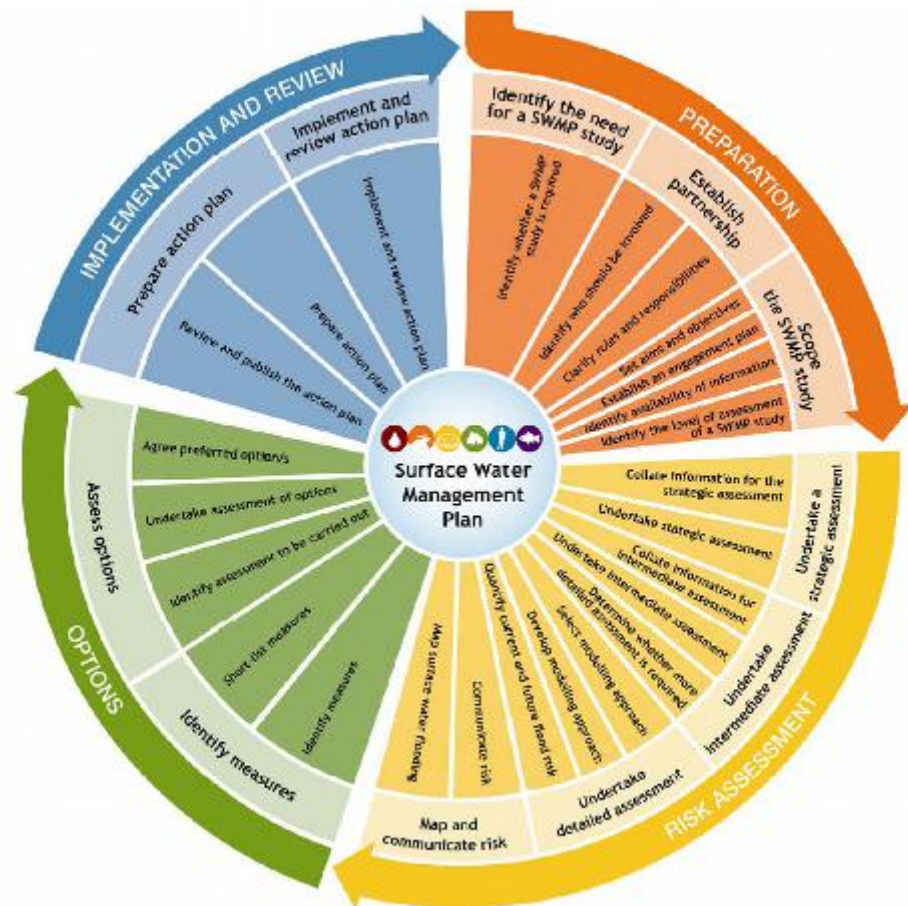 Surface Water
Management
Plan
PREPARATION
Identify the need
for a SWMP study
Identify whether a SWMP
study is required
Establish
partnership
Identify who should be involved
Clarify roles and responsibilities
Scope
the SWMP study
Set aims and objectives
Establish an engagement plan
Identify availability of information
Identify the level of assessment
of a SWMP study
RISK ASSESSMENT
Undertake a
strategic assessment
Collate information for the
strategic assessment
Undertake stategic assessment
Undertake
Intermediate assessment
Collate information for
intermediate assessment
Undertake intermediate assessment
Determine whether more
detailed assessment is required
Undertake
detailed assessment
Select modelling approach
Develop modelling approach
Quantify current and future flood risk
Map and
communicate risk
Communicate risk
Map surface water flooding
OPTIONS
Identify measures
Identify measures
Short-list measures
Assess options
Identify assessment to be carried out
Undertake assessment of options
Agree preferred option/s
IMPLEMENTATION AND REVIEW
Prepare action plan
Review and publish the action plan
prepare action plan
Implement and
review action plan
Implement and review action plan